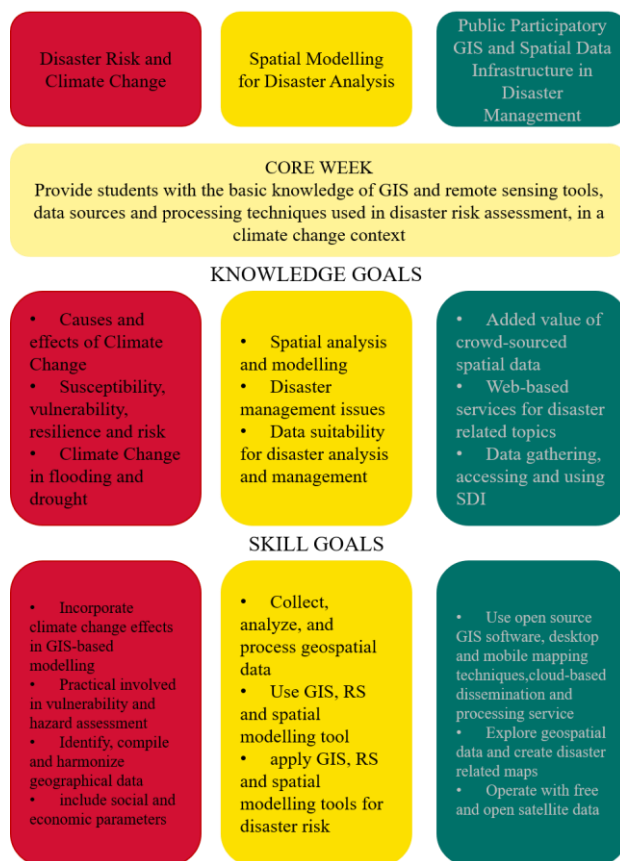 Disaster Risk and
Climate Change
Spatial Modelling
for Disaster Analysis
Public Participatory
GIS and Spatial Data
Infrastructure in
Disaster
Management
CORE WEEK
Provide students with the basic knowledge of GIS and remote sensing tools,
data sources and processing techniques used in disaster risk assessment, in a
climate change context
KNOWLEDGE GOALS
• Causes and
effects of Climate
Change
• Susceptibility,
vulnerability,
resilience and risk
• Climate Change
in flooding and
drought
• Spatial analysis
and modelling
• Disaster
management issues
• Data suitability
for disaster analysis
and management
• Added value of
crowd-sourced
spatial data
• Web-based
services for disaster
related topics
• Data gathering,
accessing and using
SDI
SKILL GOALS
• Incorporate
climate change effects
in GIS-based
modelling
• Practical involved
in vulnerability and
hazard assessment
• Identify, compile
and harmonize
geographical data
• include social and
economic parameters
• Collect,
analyze, and
process geospatial
data
• Use GIS, RS
and spatial
modelling tool
• apply GIS, RS
and spatial
modelling tools for
disaster risk
• Use open source
GIS software, desktop
and mobile mapping
techniques,cloud-based
dissemination and
processing service
• Explore geospatial
data and create disaster
related maps
• Operate with free
and open satellite data